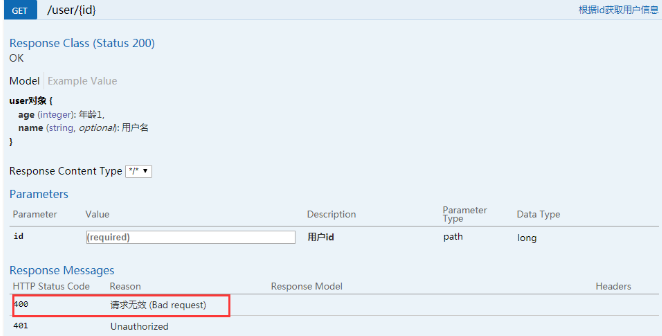 GET /user/{id} 根据id获取用户信息
Response Class (Status 200)
OK
Model Example Value
user对象 {
age (integer): 年龄1,
name (string, optional): 用户名
}
Response Content Type */*
Parameters
Parameter Value Description Parameter Type Data Type
id (required) 用户id path long
Response Messages
HTTP Status Code Reason Response Model Headers
400 请求无效 (Bad request)
401 Unauthorized